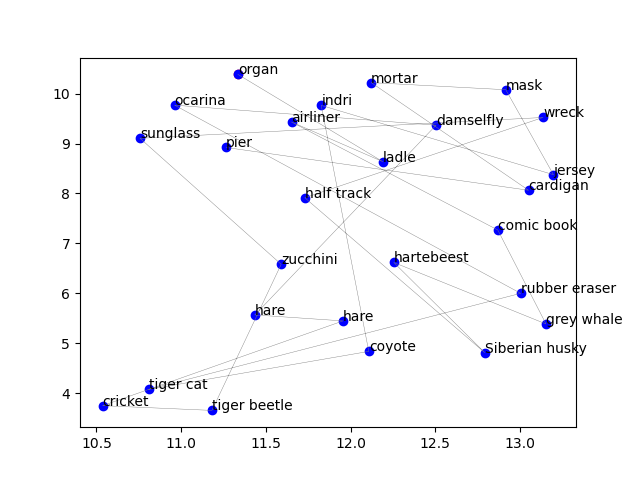 organ
mortar
mask
ocarina
indri
airliner
wreck
damselfly
sunglass
pier
ladle
jersey
cardigan
half track
comic book
zucchini
hartebeest
rubber eraser
hare
hare
grey whale
coyote
Siberian husky
tiger cat
cricket
tiger beetle
10
9
8
7
6
5
4
10.5 11.0 11.5 12.0 12.5 13.0